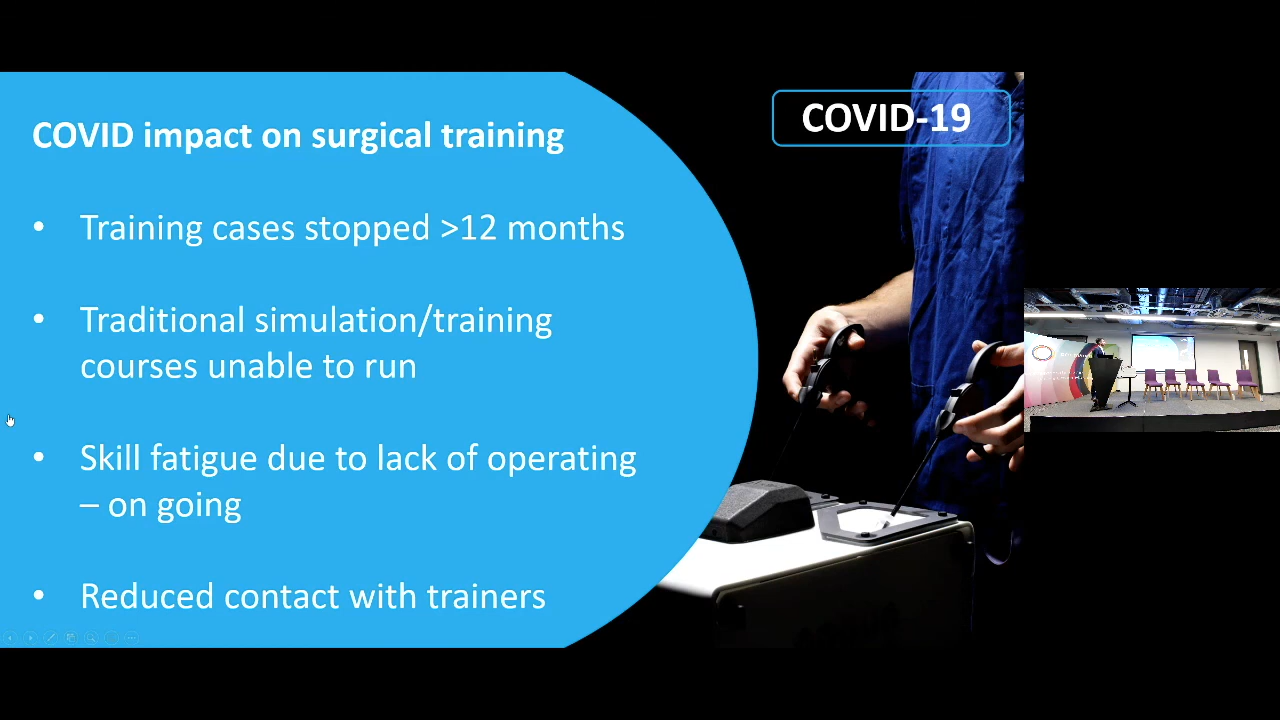 COVID-19
COVID impact on surgical training
• Training cases stopped >12 months
• Traditional simulation/training
courses unable to run
• Skill fatigue due to lack of operating
– on going
• Reduced contact with trainers